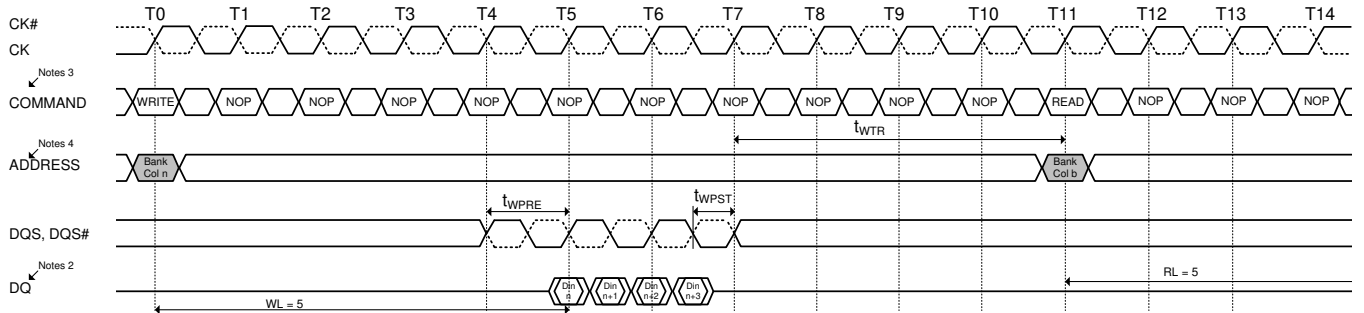 CK#
T0 T1 T2 T3 T4 T5 T6 T7 T8 T9 T10 T11 T12 T13 T14
CK
Notes 3
COMMAND WRITE NOP NOP NOP NOP NOP NOP NOP NOP NOP NOP READ NOP NOP NOP
tWTR
Notes 4
ADDRESS
Bank Bank
Col n Col b
tWPRE tWPST
DQS, DQS#
Notes 2
DQ
Din Din Din Din
n n+1 n+2 n+3
RL = 5
WL = 5